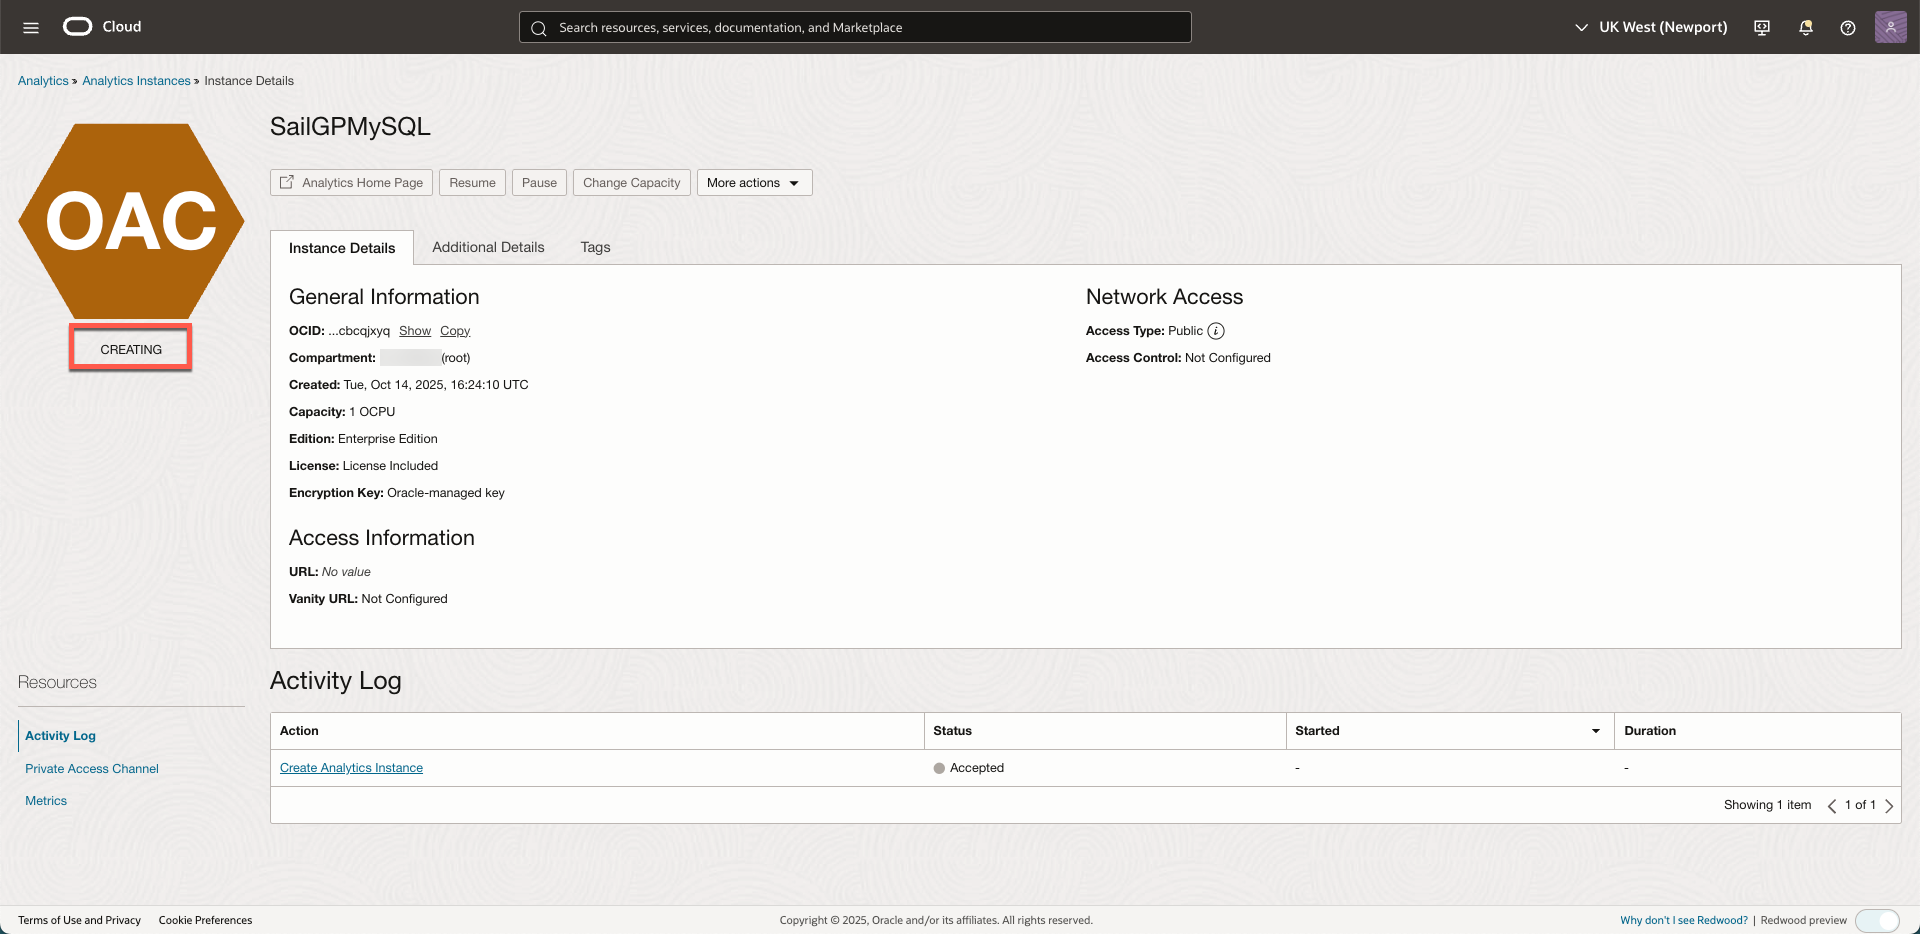 Cloud
Search resources, services, documentation, and Marketplace
UK West (Newport)
Analytics » Analytics Instances » Instance Details
OAC
CREATING
SailGPMySQL
Analytics Home Page
Resume
Pause
Change Capacity
More actions
Instance Details
Additional Details
Tags
General Information
OCID: ...cbcqjxyq Show Copy
Compartment: (root)
Created: Tue, Oct 14, 2025, 16:24:10 UTC
Capacity: 1 OCPU
Edition: Enterprise Edition
License: License Included
Encryption Key: Oracle-managed key
Access Information
URL: No value
Vanity URL: Not Configured
Network Access
Access Type: Public
Access Control: Not Configured
Resources
Activity Log
Private Access Channel
Metrics
Activity Log
Action Status Started Duration
Create Analytics Instance Accepted - -
Showing 1 item 1 of 1
Terms of Use and Privacy Cookie Preferences
Copyright © 2025, Oracle and/or its affiliates. All rights reserved.
Why don't I see Redwood? | Redwood preview